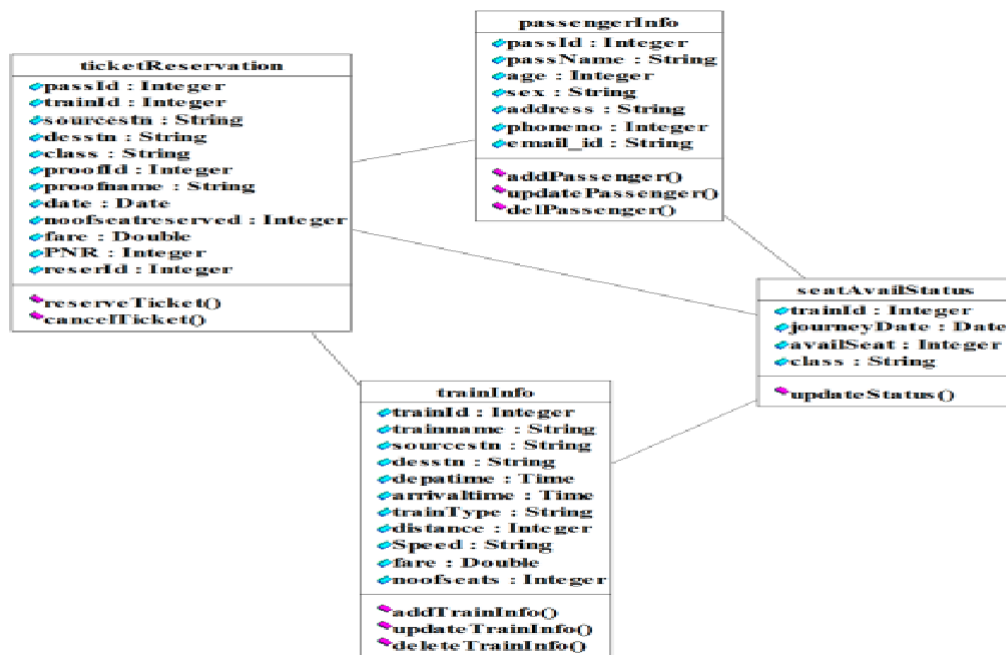 passengerInfo
passId : Integer
passName : String
age : Integer
sex : String
address : String
phoneno : Integer
email_id : String
addPassenger()
updatePassenger()
delPassenger()
ticketReservation
passId : Integer
trainId : Integer
sourcestn : String
desstn : String
class : String
proofId : Integer
proofname : String
date : Date
noofseatreserved : Integer
fare : Double
PNR : Integer
reserId : Integer
reserveTicket()
cancelTicket()
seatAvailStatus
trainId : Integer
journeyDate : Date
availSeat : Integer
class : String
updateStatus()
trainInfo
trainId : Integer
trainname : String
sourcestn : String
desstn : String
depatime : Time
arrivaltime : Time
trainType : String
distance : Integer
Speed : String
fare : Double
noofseats : Integer
addTrainInfo()
updateTrainInfo()
deleteTrainInfo()